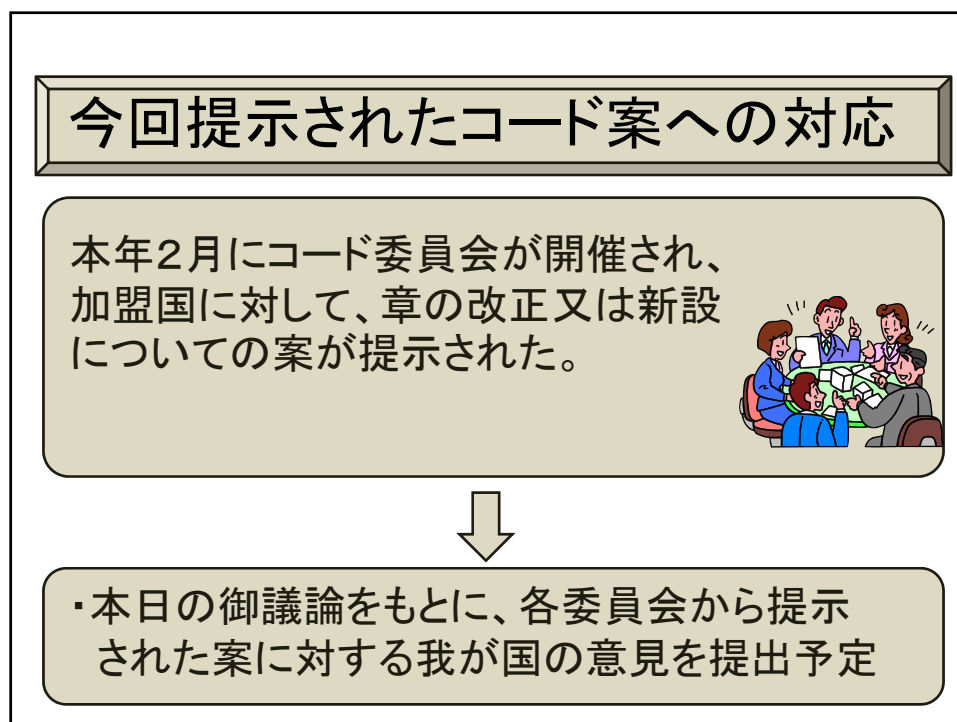 今回提示されたコード案への対応
本年２月にコード委員会が開催され、
加盟国に対して、章の改正又は新設
についての案が提示された。
・本日の御議論をもとに、各委員会から提示
された案に対する我が国の意見を提出予定